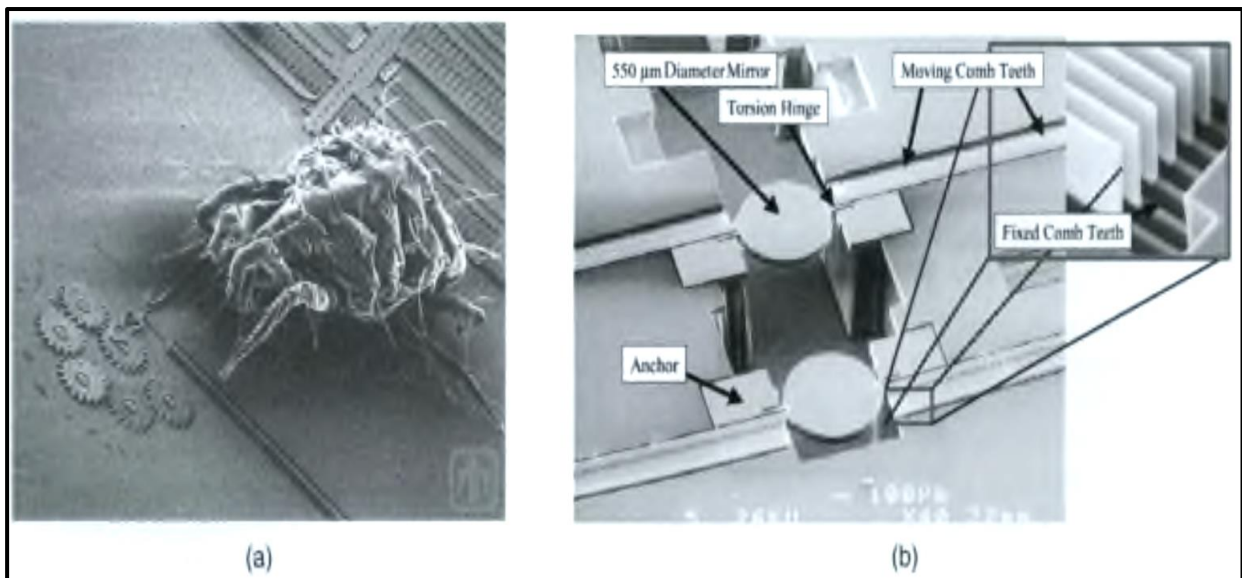 550 µm Diameter Mirror
Moving Comb Teeth
Torsion Hinge
Fixed Comb Teeth
Anchor
(a)
(b)